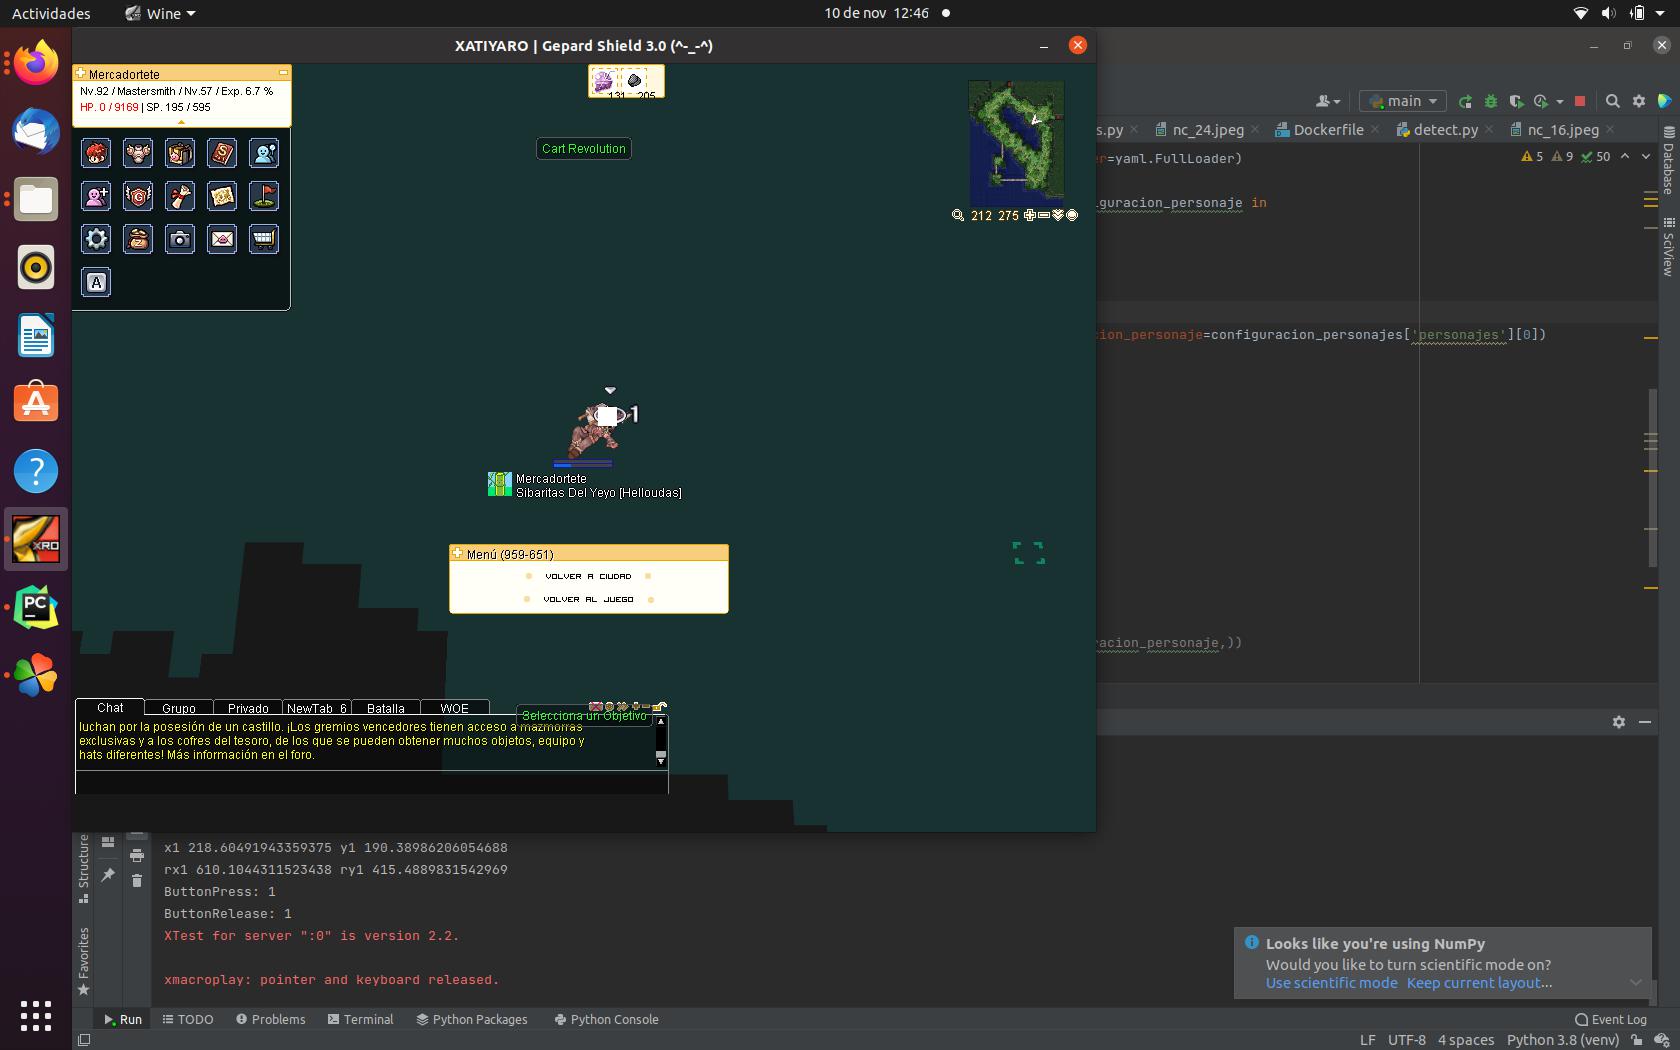 Actividades
Wine
10 de nov 12:46
XATIYARO | Gepard Shield 3.0 (^-_-^)
Mercadortete
Nv.92 / Mastersmith / Nv.57 / Exp. 6.7 %
HP. 0 / 9169 | SP. 195 / 595
131 205
Cart Revolution
212 275
main
s.py
nc_24.jpeg
Dockerfile
detect.py
nc_16.jpeg
r=yaml.FullLoader)
5 9 50
guracion_personaje in
ion_personaje=configuracion_personajes['personajes'][0])
Database
SciView
1
Mercadortete
Sibaritas Del Yeyo [Helloudas]
Menú (959-651)
VOLVER A CIUDAD
VOLVER AL JUEGO
racion_personaje,))
XRO
PC
A
Chat Grupo Privado NewTab_6 Batalla WOE
Selecciona un Objetivo
luchan por la posesión de un castillo. ¡Los gremios vencedores tienen acceso a mazmorras
exclusivas y a los cofres del tesoro, de los que se pueden obtener muchos objetos, equipo y
hats diferentes! Más información en el foro.
Structure
Favorites
x1 218.60491943359375 y1 190.38986206054688
rx1 610.1044311523438 ry1 415.4889831542969
ButtonPress: 1
ButtonRelease: 1
XTest for server ":0" is version 2.2.
xmacroplay: pointer and keyboard released.
Looks like you're using NumPy
Would you like to turn scientific mode on?
Use scientific mode Keep current layout...
Run TODO Problems Terminal Python Packages Python Console
Event Log
LF UTF-8 4 spaces Python 3.8 (venv)